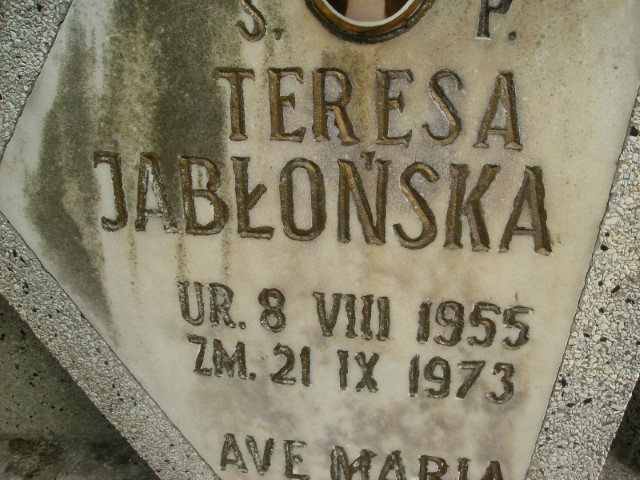 S. P.
TERESA
JABŁOŃSKA
UR. 8 VIII 1955
ZM. 21 IX 1973
AVE MARIA